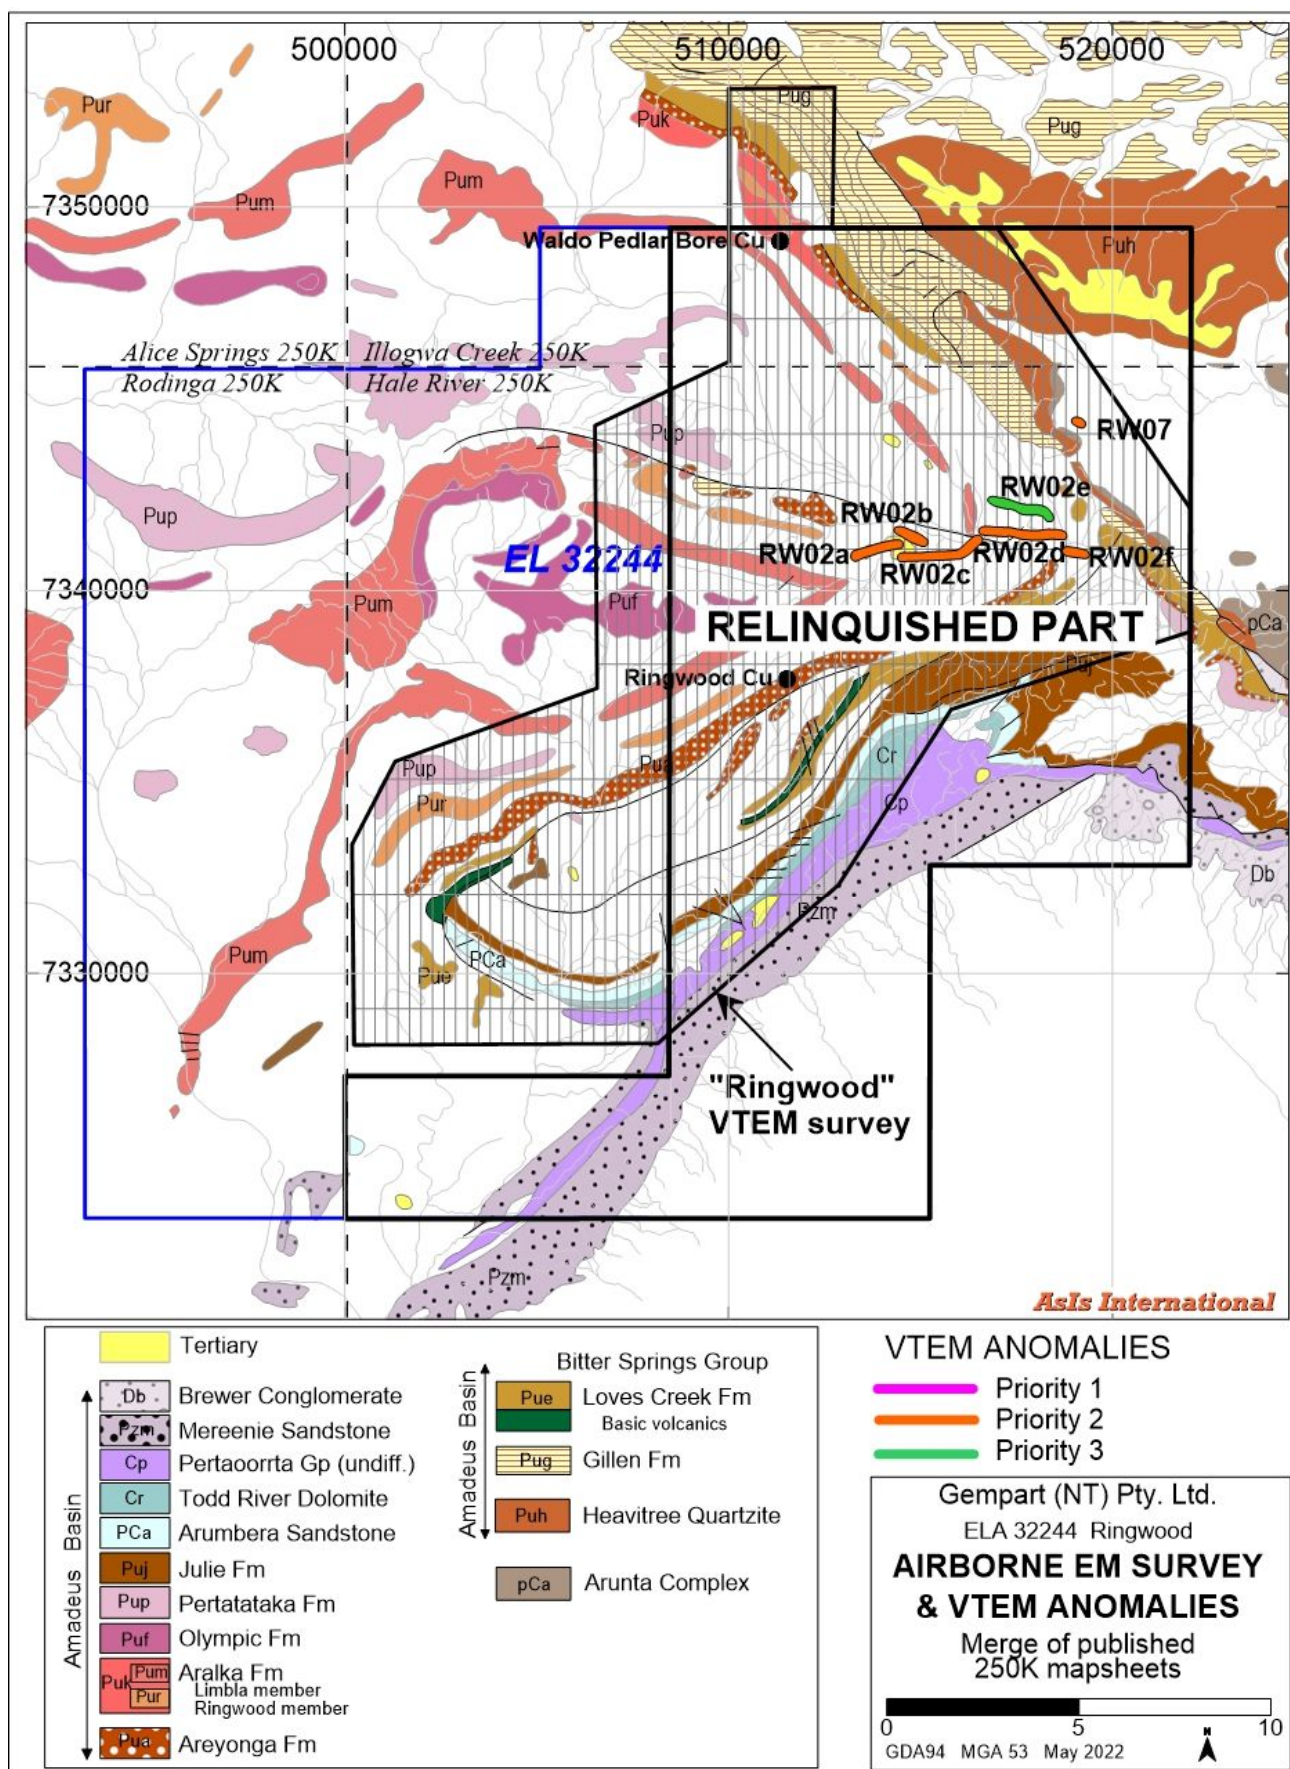 500000 510000 520000
Pur
Puk
Pug
Pug
Pum
Pum
7350000
Waldo Pedlar Bore Cu
Puh
Alice Springs 250K Illogwa Creek 250K
Rodinga 250K Hale River 250K
Pup
RW07
Pup
RW02e
RW02b
RW02a
RW02d
RW02f
RW02c
EL 32244
7340000
Pum
Puf
pCa
RELINQUISHED PART
Puj
Ringwood Cu
Cr
Pup
Pua
Pur
Cp
Db
Pzm
Pum
PCa
Pue
7330000
"Ringwood"
VTEM survey
Pzm
AsIs International
Tertiary
Amadeus Basin
Db Brewer Conglomerate
Pzm Mereenie Sandstone
Cp Pertaoorrta Gp (undiff.)
Cr Todd River Dolomite
PCa Arumbera Sandstone
Puj Julie Fm
Pup Pertatataka Fm
Puf Olympic Fm
Puk Pum Aralka Fm
Limbla member
Pur Ringwood member
Pua Areyonga Fm
Amadeus Basin
Bitter Springs Group
Pue Loves Creek Fm
Basic volcanics
Pug Gillen Fm
Puh Heavitree Quartzite
pCa Arunta Complex
VTEM ANOMALIES
Priority 1
Priority 2
Priority 3
Gempart (NT) Pty. Ltd.
ELA 32244 Ringwood
AIRBORNE EM SURVEY
& VTEM ANOMALIES
Merge of published
250K mapsheets
0 5 10
GDA94 MGA 53 May 2022
N